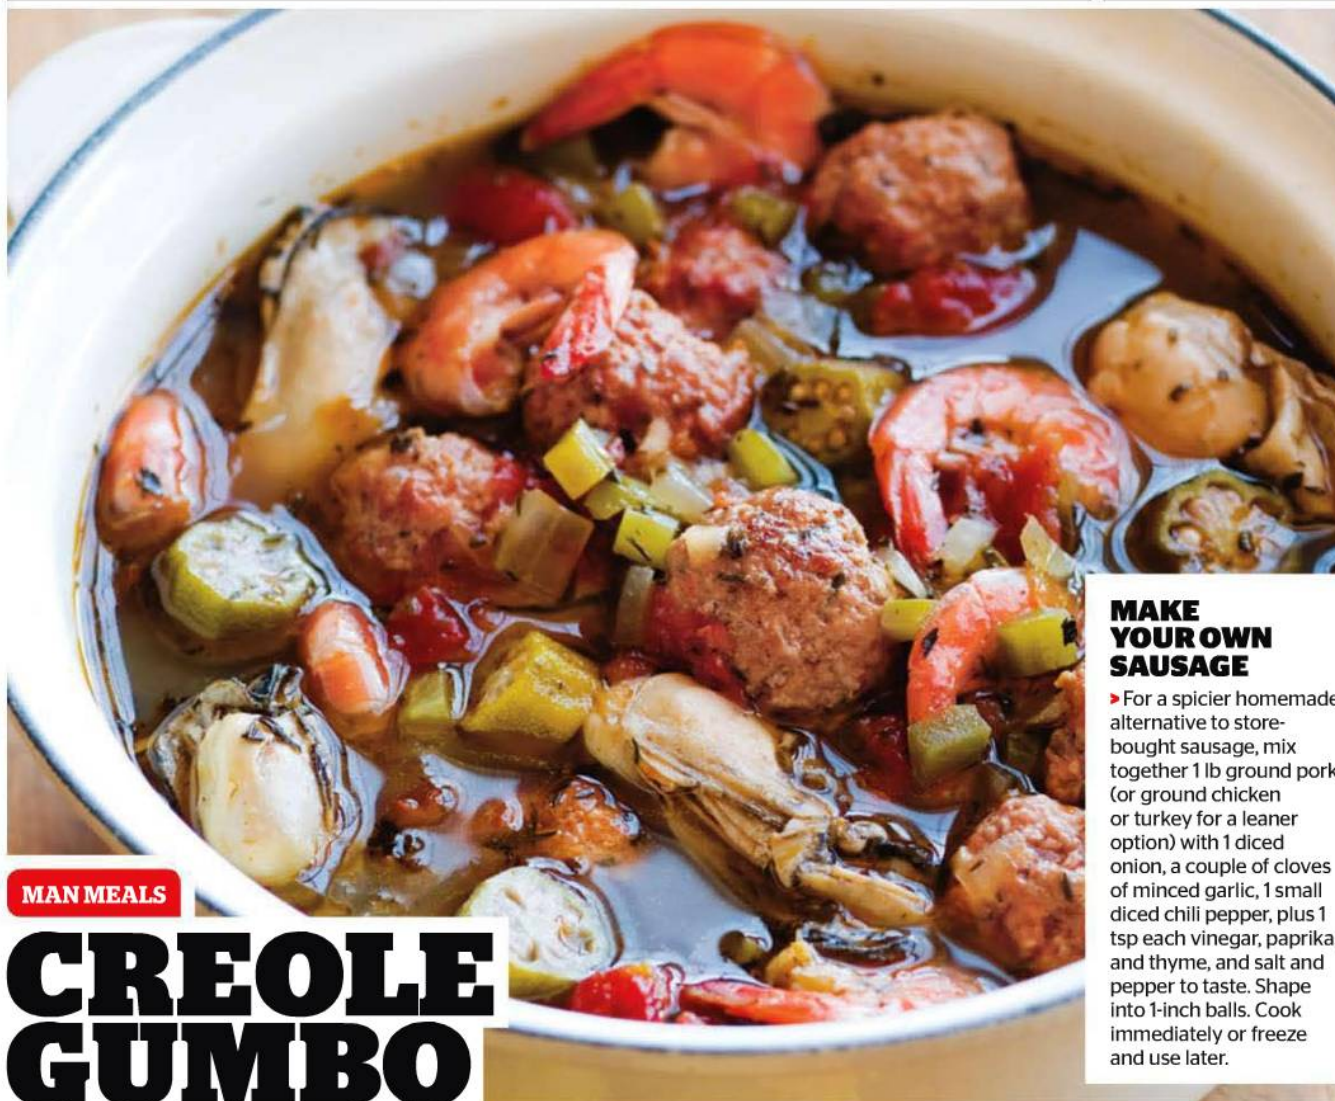 MAN MEALS
CREOLE
GUMBO
MAKE
YOUR OWN
SAUSAGE
> For a spicier homemade
alternative to store-
bought sausage, mix
together 1 lb ground pork
(or ground chicken
or turkey for a leaner
option) with 1 diced
onion, a couple of cloves
of minced garlic, 1 small
diced chili pepper, plus 1
tsp each vinegar, paprika
and thyme, and salt and
pepper to taste. Shape
into 1-inch balls. Cook
immediately or freeze
and use later.